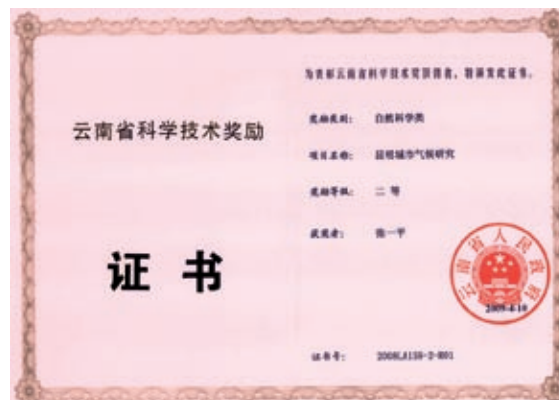 云南省科学技术奖励
证书
为表彰云南省科学技术奖获得者，特颁发此证书。
奖励类别： 自然科学类
项目名称： 昆明城市气候研究
奖励等级： 二 等
获奖者： 张一平
云南省人民政府
2009-4-10
证书号：